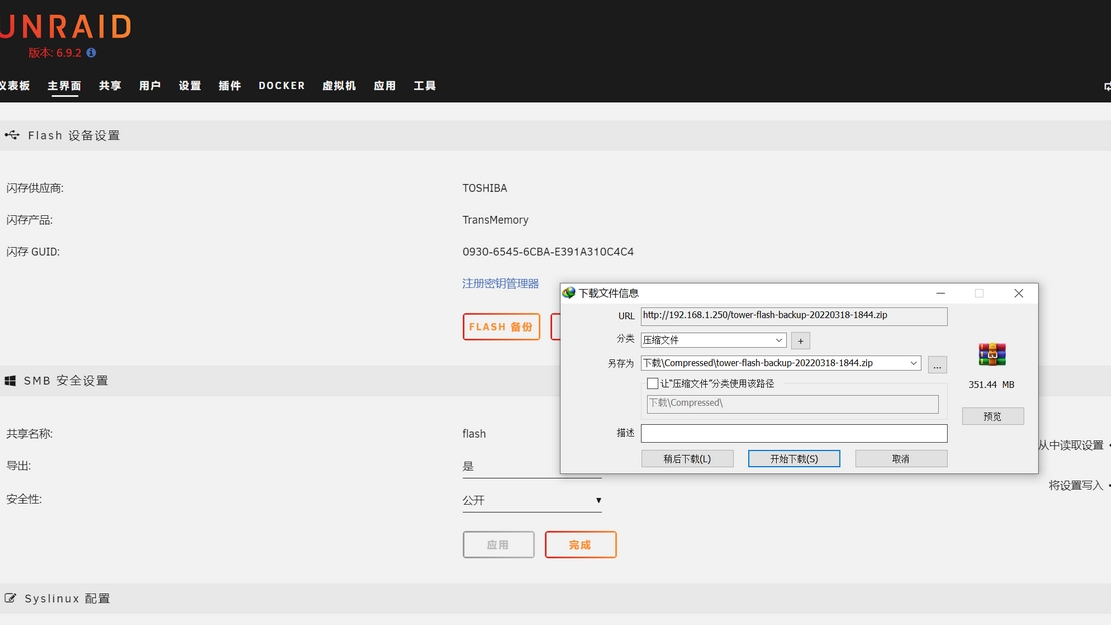 UNRAID
版本: 6.9.2
仪表板 主界面 共享 用户 设置 插件 DOCKER 虚拟机 应用 工具
Flash 设备设置
闪存供应商: TOSHIBA
闪存产品: TransMemory
闪存 GUID: 0930-6545-6CBA-E391A310C4C4
注册密钥管理器
FLASH 备份
下载文件信息
URL http://192.168.1.250/tower-flash-backup-20220318-1844.zip
分类 压缩文件 +
另存为 下载\Compressed\tower-flash-backup-20220318-1844.zip ...
让"压缩文件"分类使用该路径
下载\Compressed\
351.44 MB
预览
描述
稍后下载(L) 开始下载(S) 取消
SMB 安全设置
共享名称: flash
从中读取设置
导出: 是
将设置写入
安全性: 公开
应用 完成
Syslinux 配置